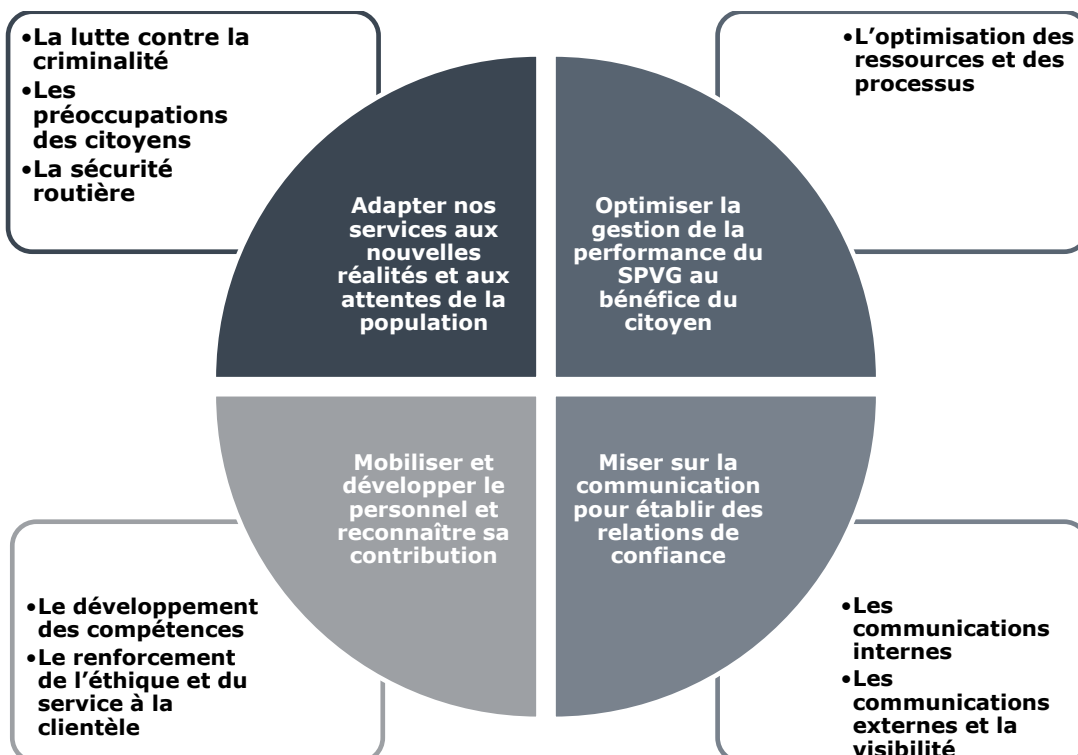 •La lutte contre la
criminalité
•Les
préoccupations
des citoyens
•La sécurité
routière
•L’optimisation des
ressources et des
processus
Adapter nos
services aux
nouvelles
réalités et aux
attentes de la
population
Optimiser la
gestion de la
performance du
SPVG au
bénéfice du
citoyen
Mobiliser et
développer le
personnel et
reconnaître sa
contribution
Miser sur la
communication
pour établir des
relations de
confiance
•Le développement
des compétences
•Le renforcement
de l’éthique et du
service à la
clientèle
•Les
communications
internes
•Les
communications
externes et la
visibilité